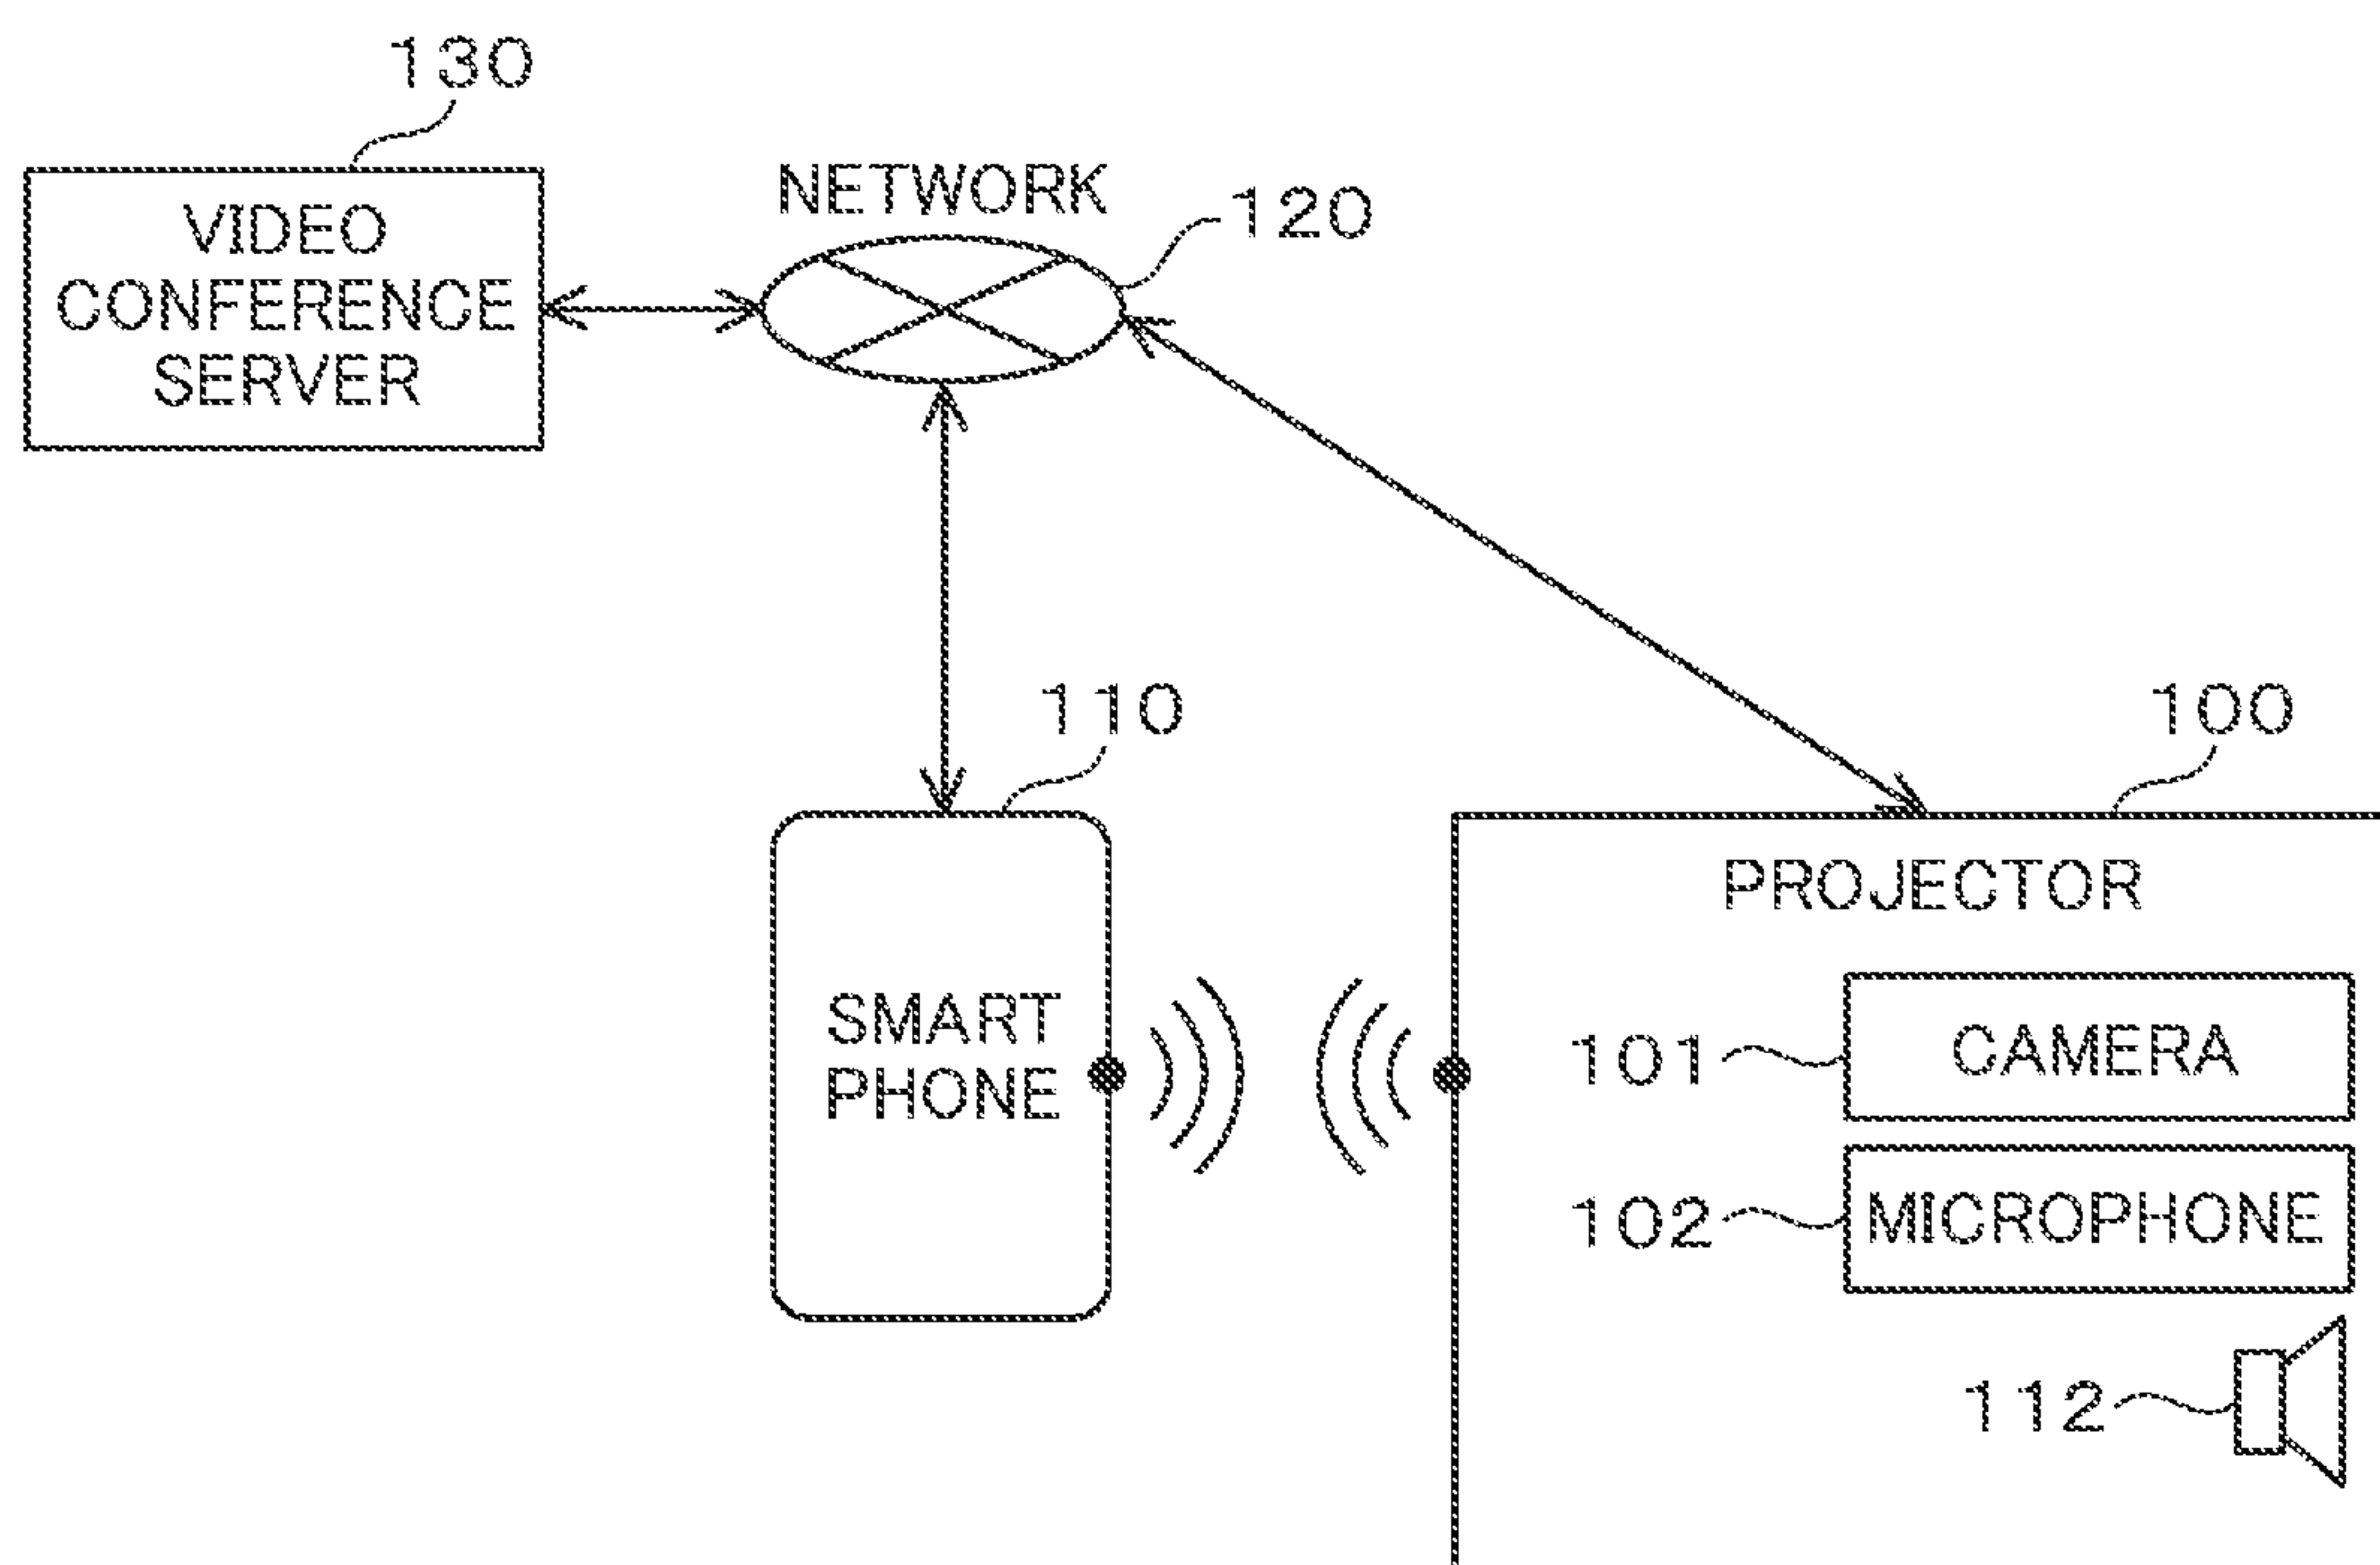 130
VIDEO
CONFERENCE
SERVER
NETWORK
120
110
SMART
PHONE
100
PROJECTOR
101
CAMERA
102
MICROPHONE
112